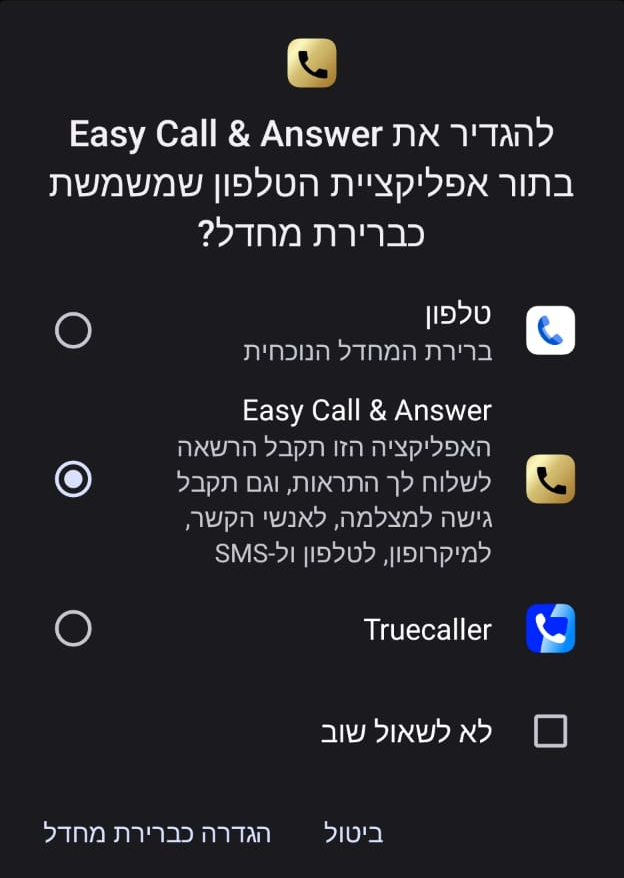 להגדיר את Easy Call & Answer
בתור אפליקציית הטלפון שמשמשת
כברירת מחדל?
טלפון
ברירת המחדל הנוכחית
Easy Call & Answer
האפליקציה הזו תקבל הרשאה
לשלוח לך התראות, וגם תקבל
גישה למצלמה, לאנשי הקשר,
למיקרופון, לטלפון ול-SMS
Truecaller
לא לשאול שוב
ביטול
הגדרה כברירת מחדל